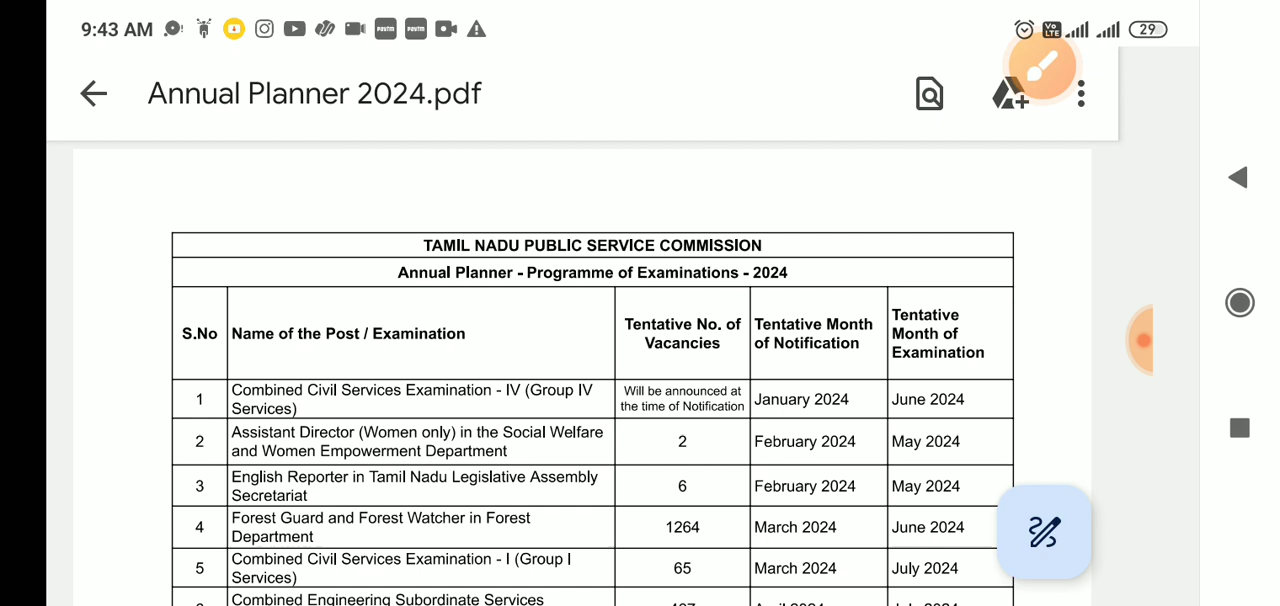 9:43 AM
Vo LTE
29
Annual Planner 2024.pdf
TAMIL NADU PUBLIC SERVICE COMMISSION
Annual Planner - Programme of Examinations - 2024
S.No Name of the Post / Examination Tentative No. of Vacancies Tentative Month of Notification Tentative Month of Examination
1 Combined Civil Services Examination - IV (Group IV Services) Will be announced at the time of Notification January 2024 June 2024
2 Assistant Director (Women only) in the Social Welfare and Women Empowerment Department 2 February 2024 May 2024
3 English Reporter in Tamil Nadu Legislative Assembly Secretariat 6 February 2024 May 2024
4 Forest Guard and Forest Watcher in Forest Department 1264 March 2024 June 2024
5 Combined Civil Services Examination - I (Group I Services) 65 March 2024 July 2024
Combined Engineering Subordinate Services